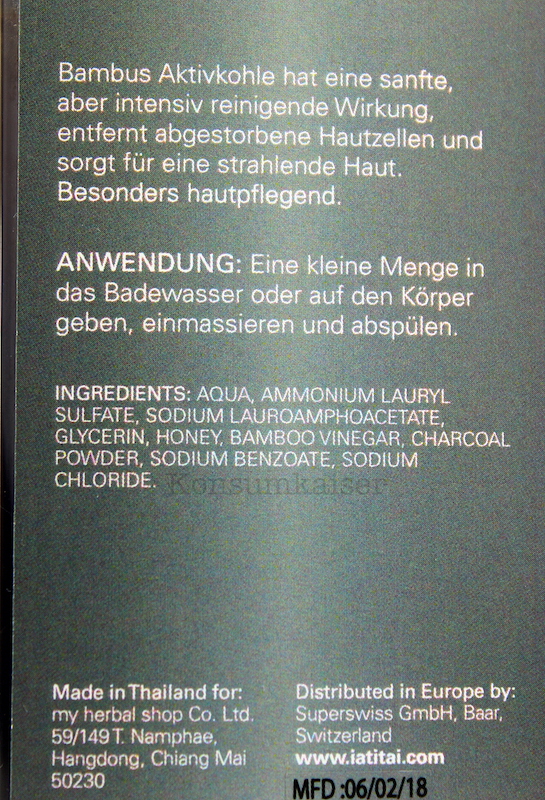 Bambus Aktivkohle hat eine sanfte,
aber intensiv reinigende Wirkung,
entfernt abgestorbene Hautzellen und
sorgt für eine strahlende Haut.
Besonders hautpflegend.
ANWENDUNG: Eine kleine Menge in
das Badewasser oder auf den Körper
geben, einmassieren und abspülen.
INGREDIENTS: AQUA, AMMONIUM LAURYL
SULFATE, SODIUM LAUROAMPHOACETATE,
GLYCERIN, HONEY, BAMBOO VINEGAR, CHARCOAL
POWDER, SODIUM BENZOATE, SODIUM
CHLORIDE.
Konsumkaiser
Made in Thailand for:
my herbal shop Co. Ltd.
59/149 T. Namphae,
Hangdong, Chiang Mai
50230
Distributed in Europe by:
Superswiss GmbH, Baar,
Switzerland
www.iatitai.com
MFD :06/02/18